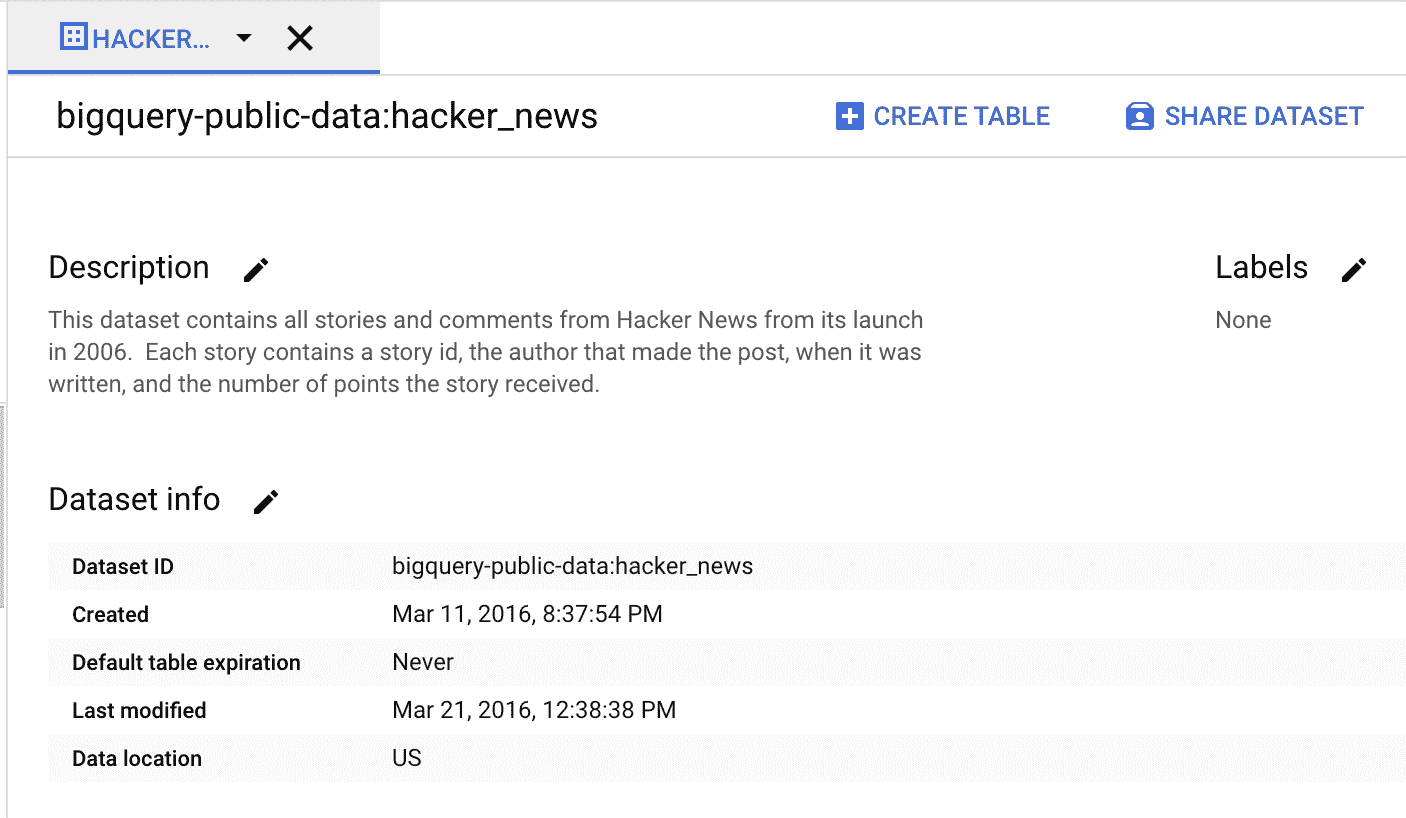 HACKER...
bigquery-public-data:hacker_news
CREATE TABLE
SHARE DATASET
Description
This dataset contains all stories and comments from Hacker News from its launch
in 2006.  Each story contains a story id, the author that made the post, when it was
written, and the number of points the story received.
Labels
None
Dataset info
Dataset ID bigquery-public-data:hacker_news
Created Mar 11, 2016, 8:37:54 PM
Default table expiration Never
Last modified Mar 21, 2016, 12:38:38 PM
Data location US